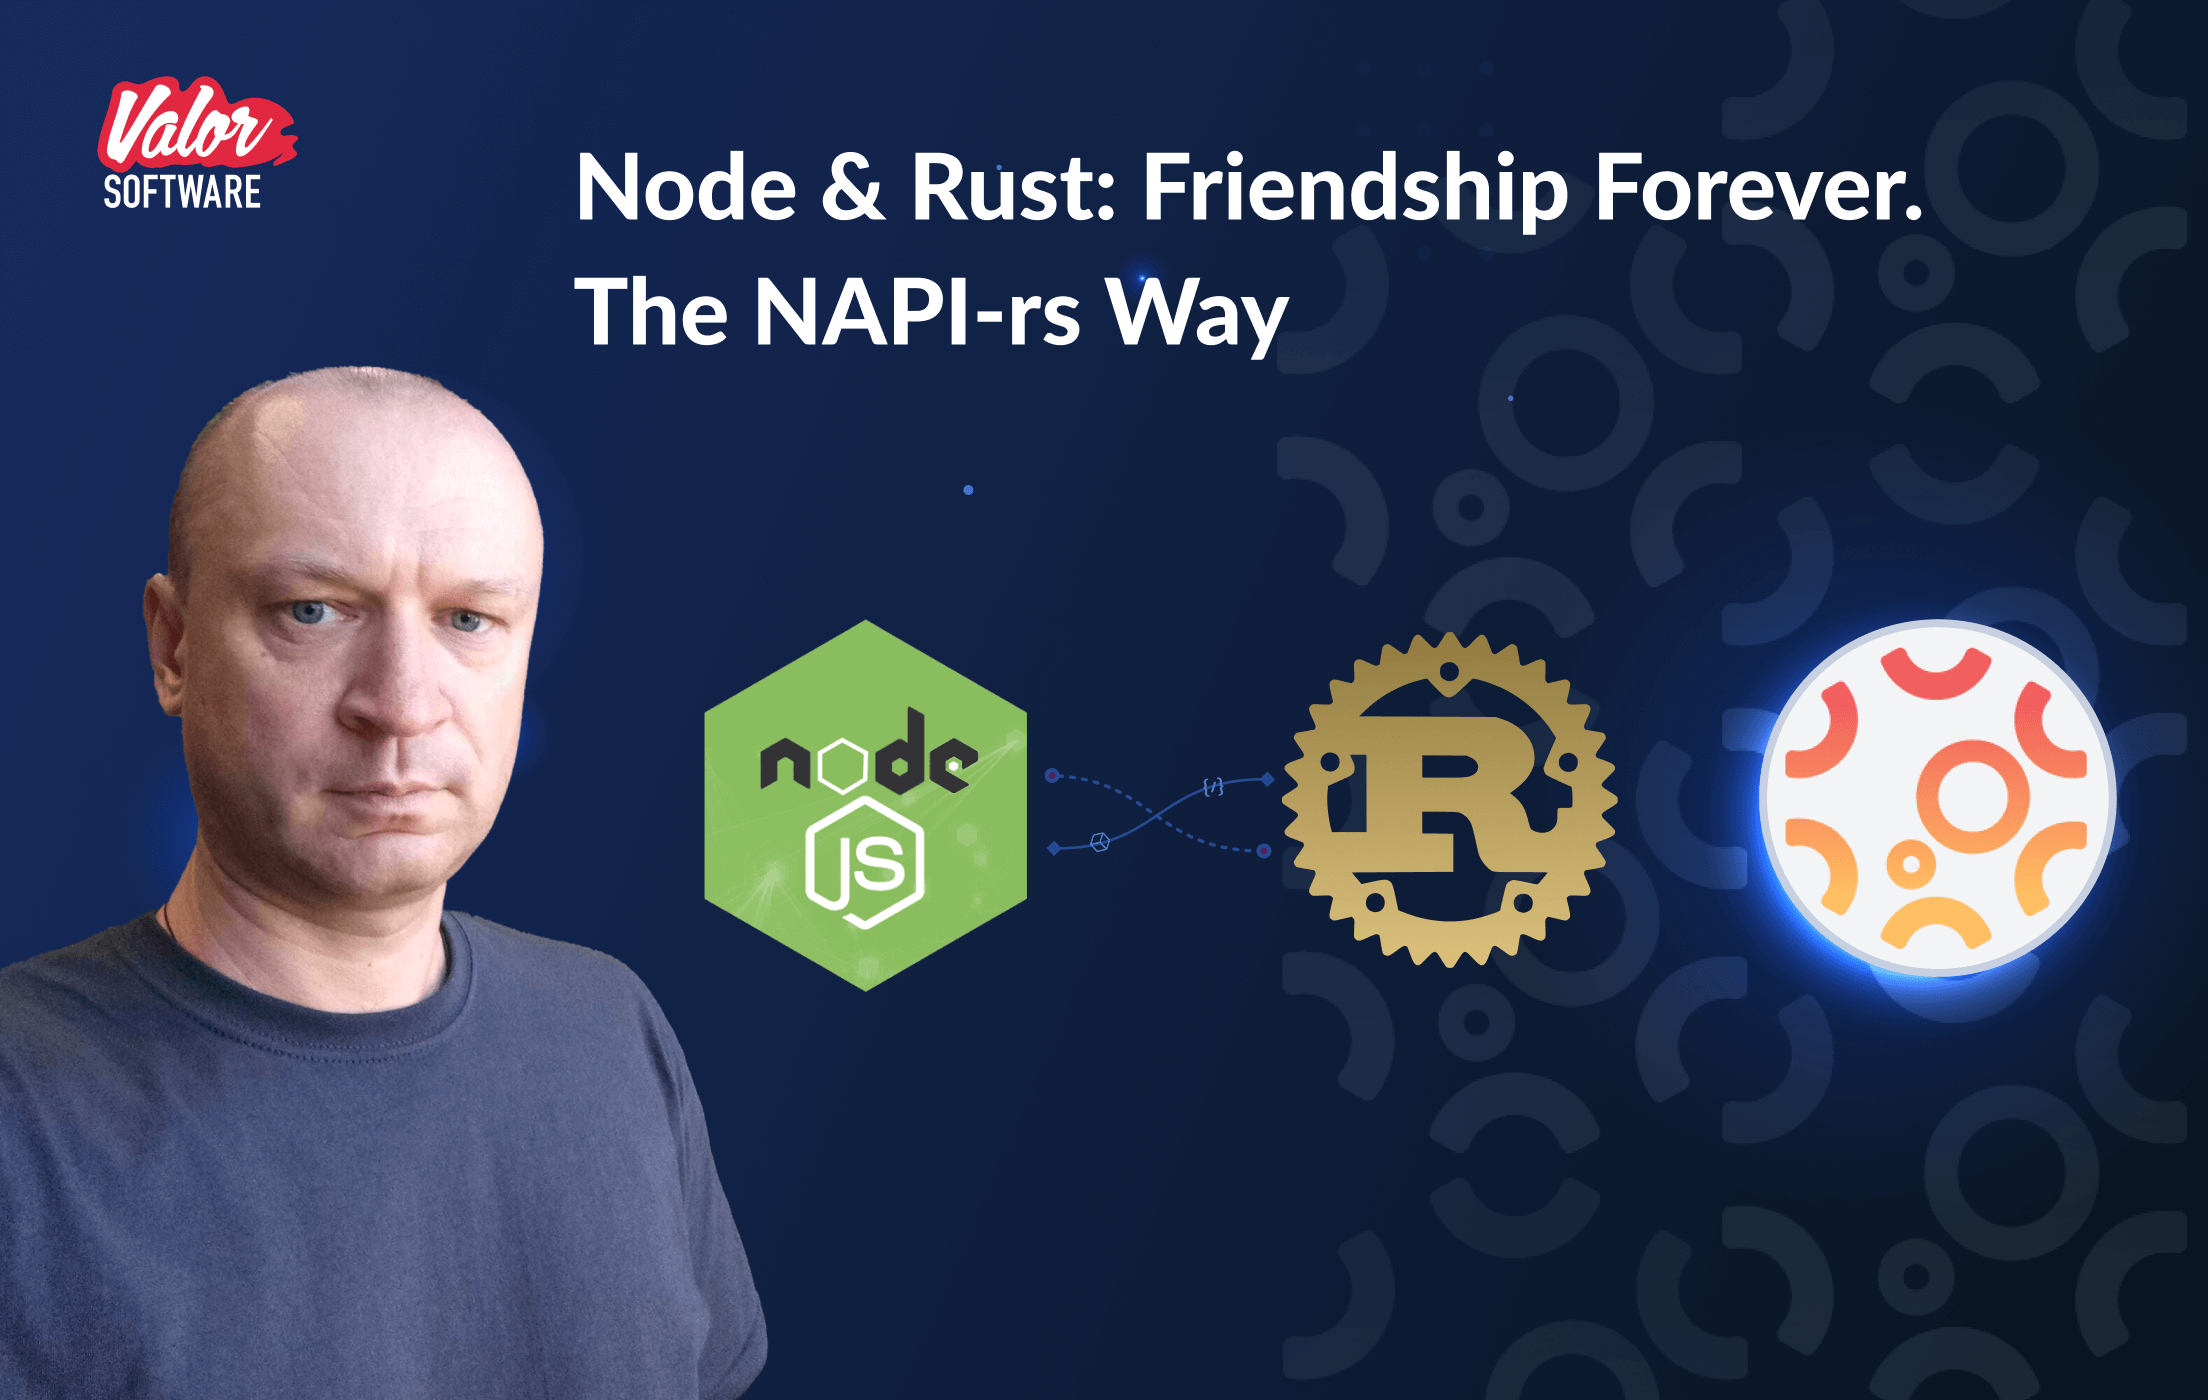 Valor
SOFTWARE
Node & Rust: Friendship Forever.
The NAPI-rs Way
node
JS
{/}
R